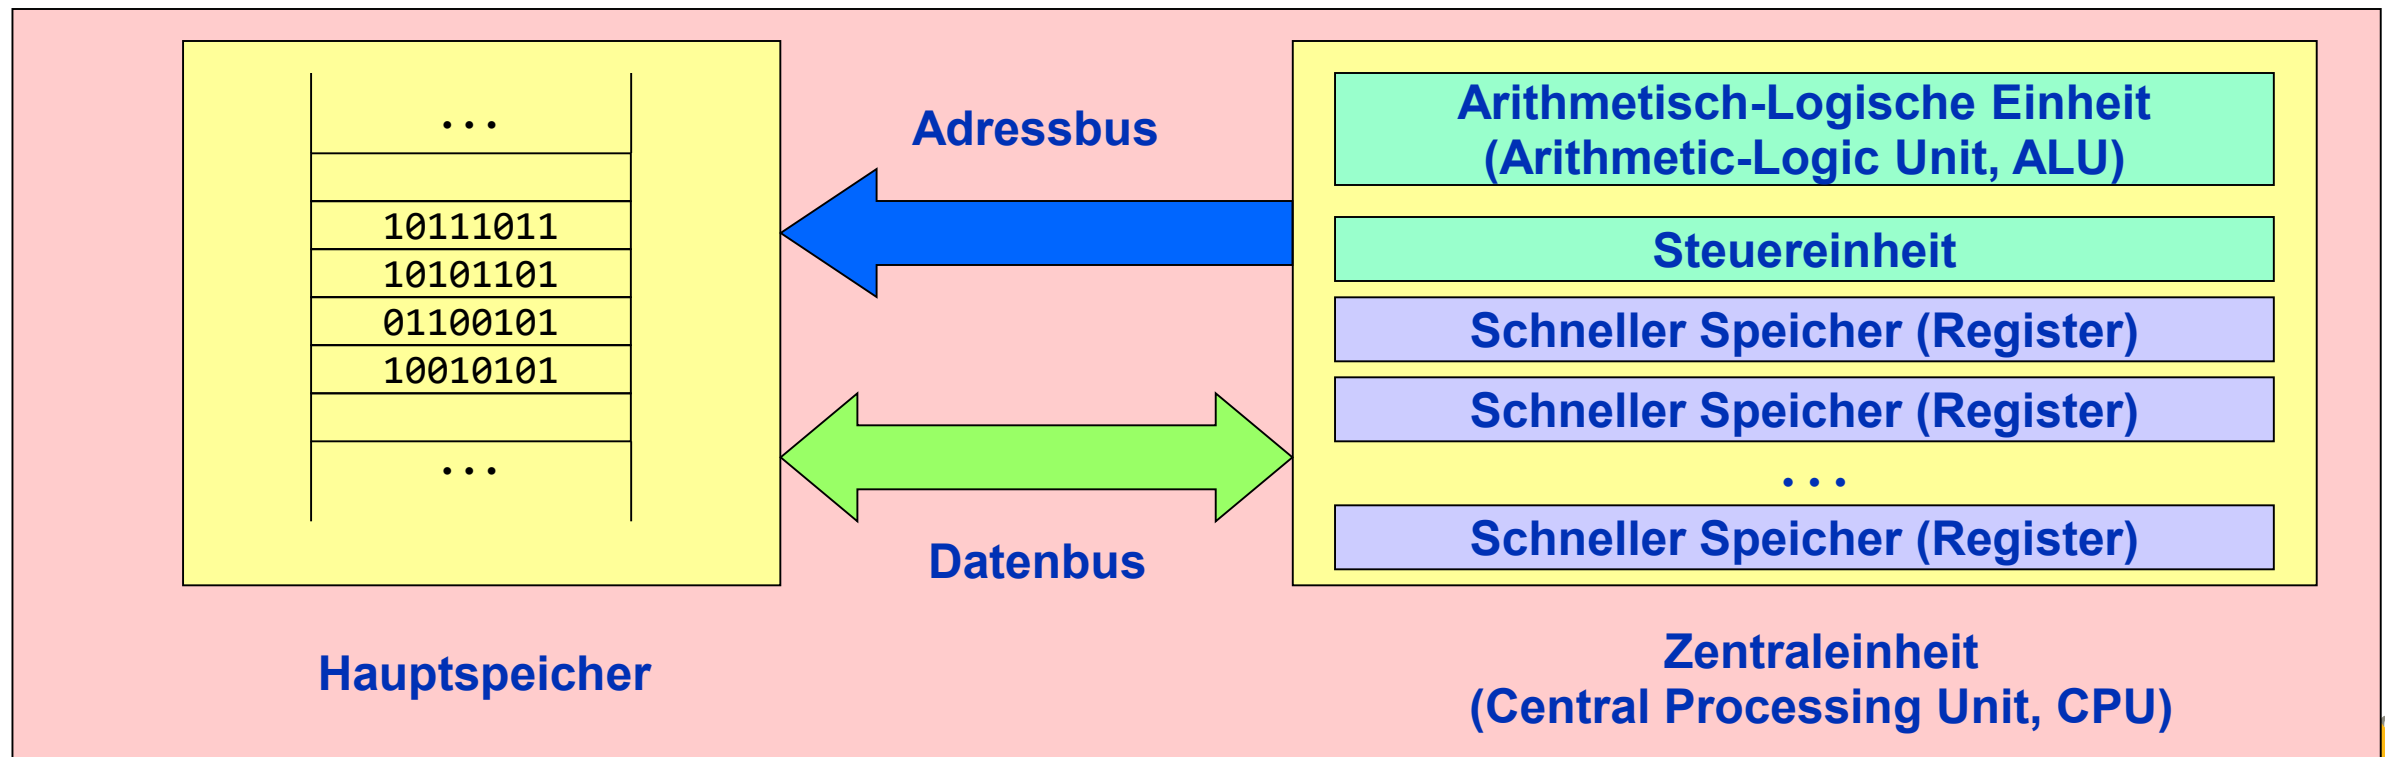 ...
10111011
10101101
01100101
10010101
...
Hauptspeicher
Adressbus
Datenbus
Arithmetisch-Logische Einheit
(Arithmetic-Logic Unit, ALU)
Steuereinheit
Schneller Speicher (Register)
Schneller Speicher (Register)
...
Schneller Speicher (Register)
Zentraleinheit
(Central Processing Unit, CPU)